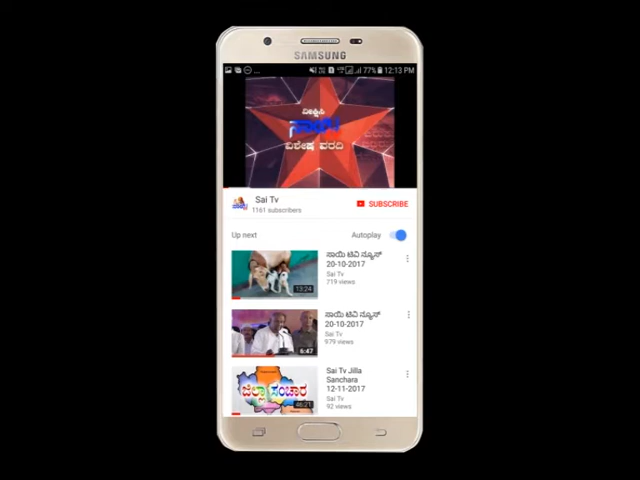 SAMSUNG
77% 12:13 PM
ನೀಕ್ಷಿಸಿ
ವಿಶೇಷ ವರದಿ
Sai Tv
1161 subscribers
SUBSCRIBE
Up next
Autoplay
ಸಾಯಿ ಟಿವಿ ನ್ಯೂಸ್
20-10-2017
Sai Tv
719 views
13:24
ಸಾಯಿ ಟಿವಿ ನ್ಯೂಸ್
20-10-2017
Sai Tv
979 views
6:47
Sai Tv Jilla
Sanchara
12-11-2017
Sai Tv
92 views
ಜಿಲ್ಲಾ ಸಂಚಾರ
46:21